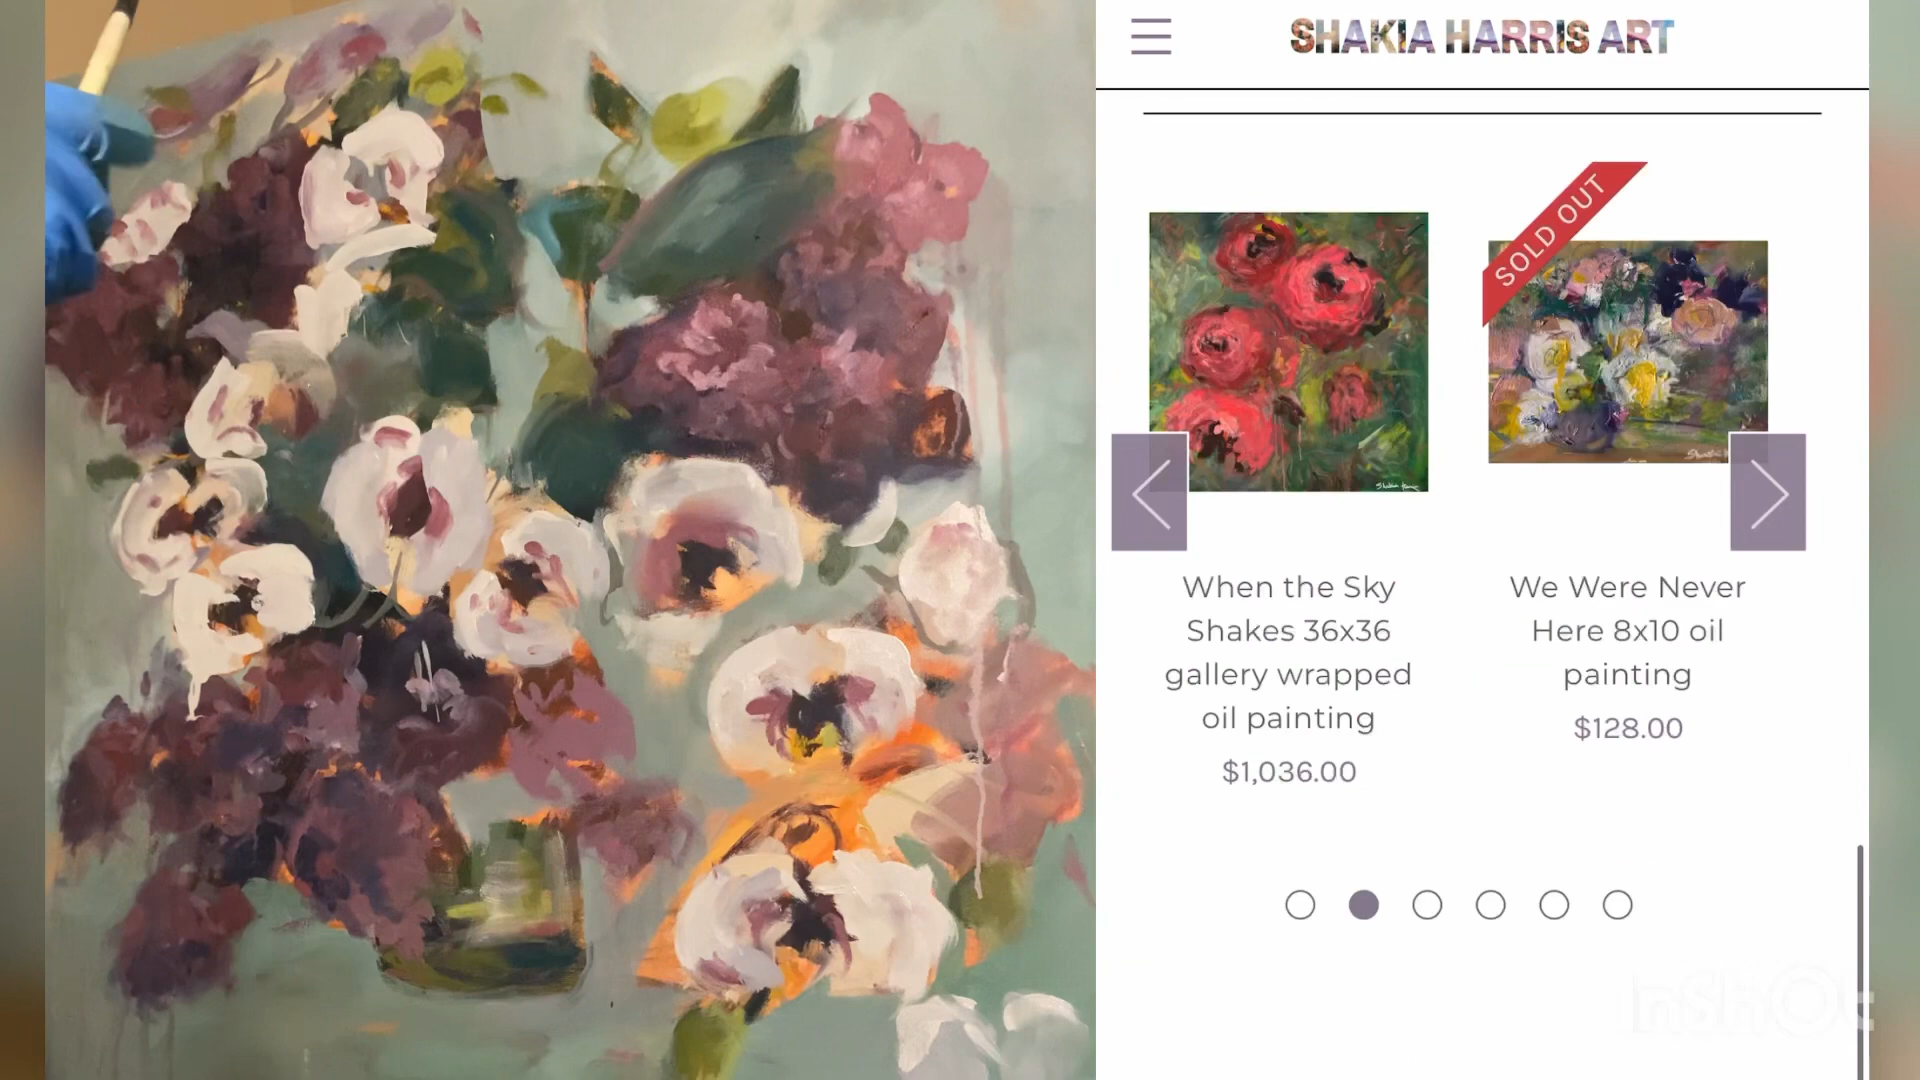 SHAKIA HARRIS ART
SOLD OUT
When the Sky
Shakes 36x36
gallery wrapped
oil painting
$1,036.00
We Were Never
Here 8x10 oil
painting
$128.00
InShOt